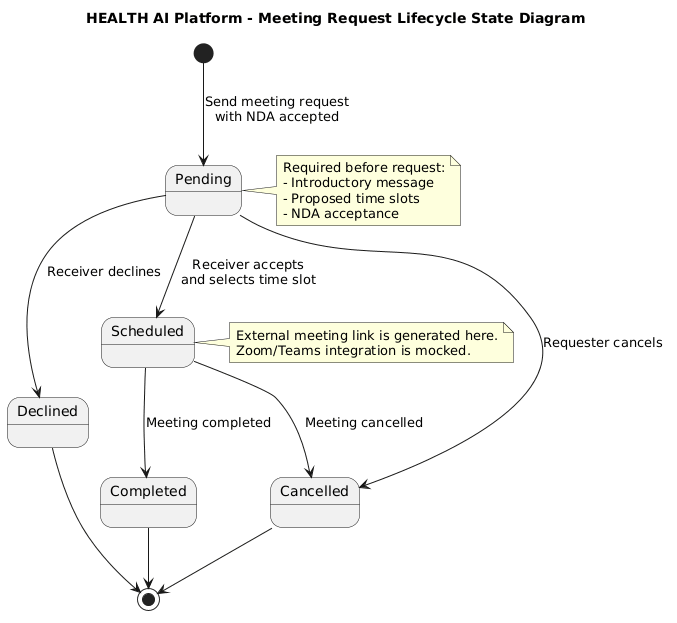 HEALTH AI Platform - Meeting Request Lifecycle State Diagram
Send meeting request
with NDA accepted
Pending
Required before request:
- Introductory message
- Proposed time slots
- NDA acceptance
Receiver declines
Receiver accepts
and selects time slot
Scheduled
External meeting link is generated here.
Zoom/Teams integration is mocked.
Requester cancels
Declined
Meeting completed
Meeting cancelled
Completed
Cancelled